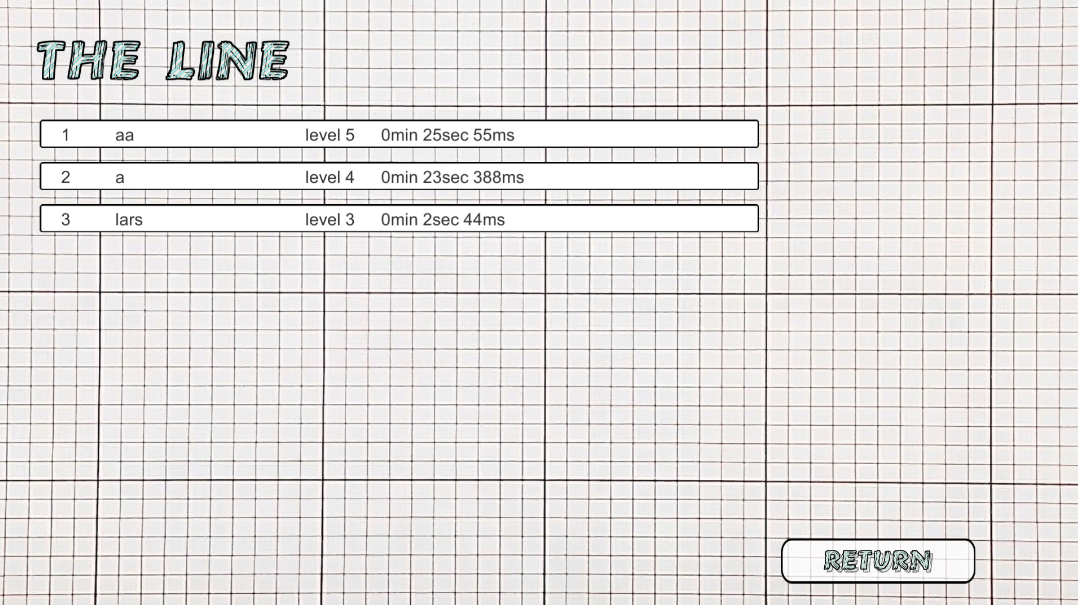 THE LINE
1 aa level 5 0min 25sec 55ms
2 a level 4 0min 23sec 388ms
3 lars level 3 0min 2sec 44ms
RETURN